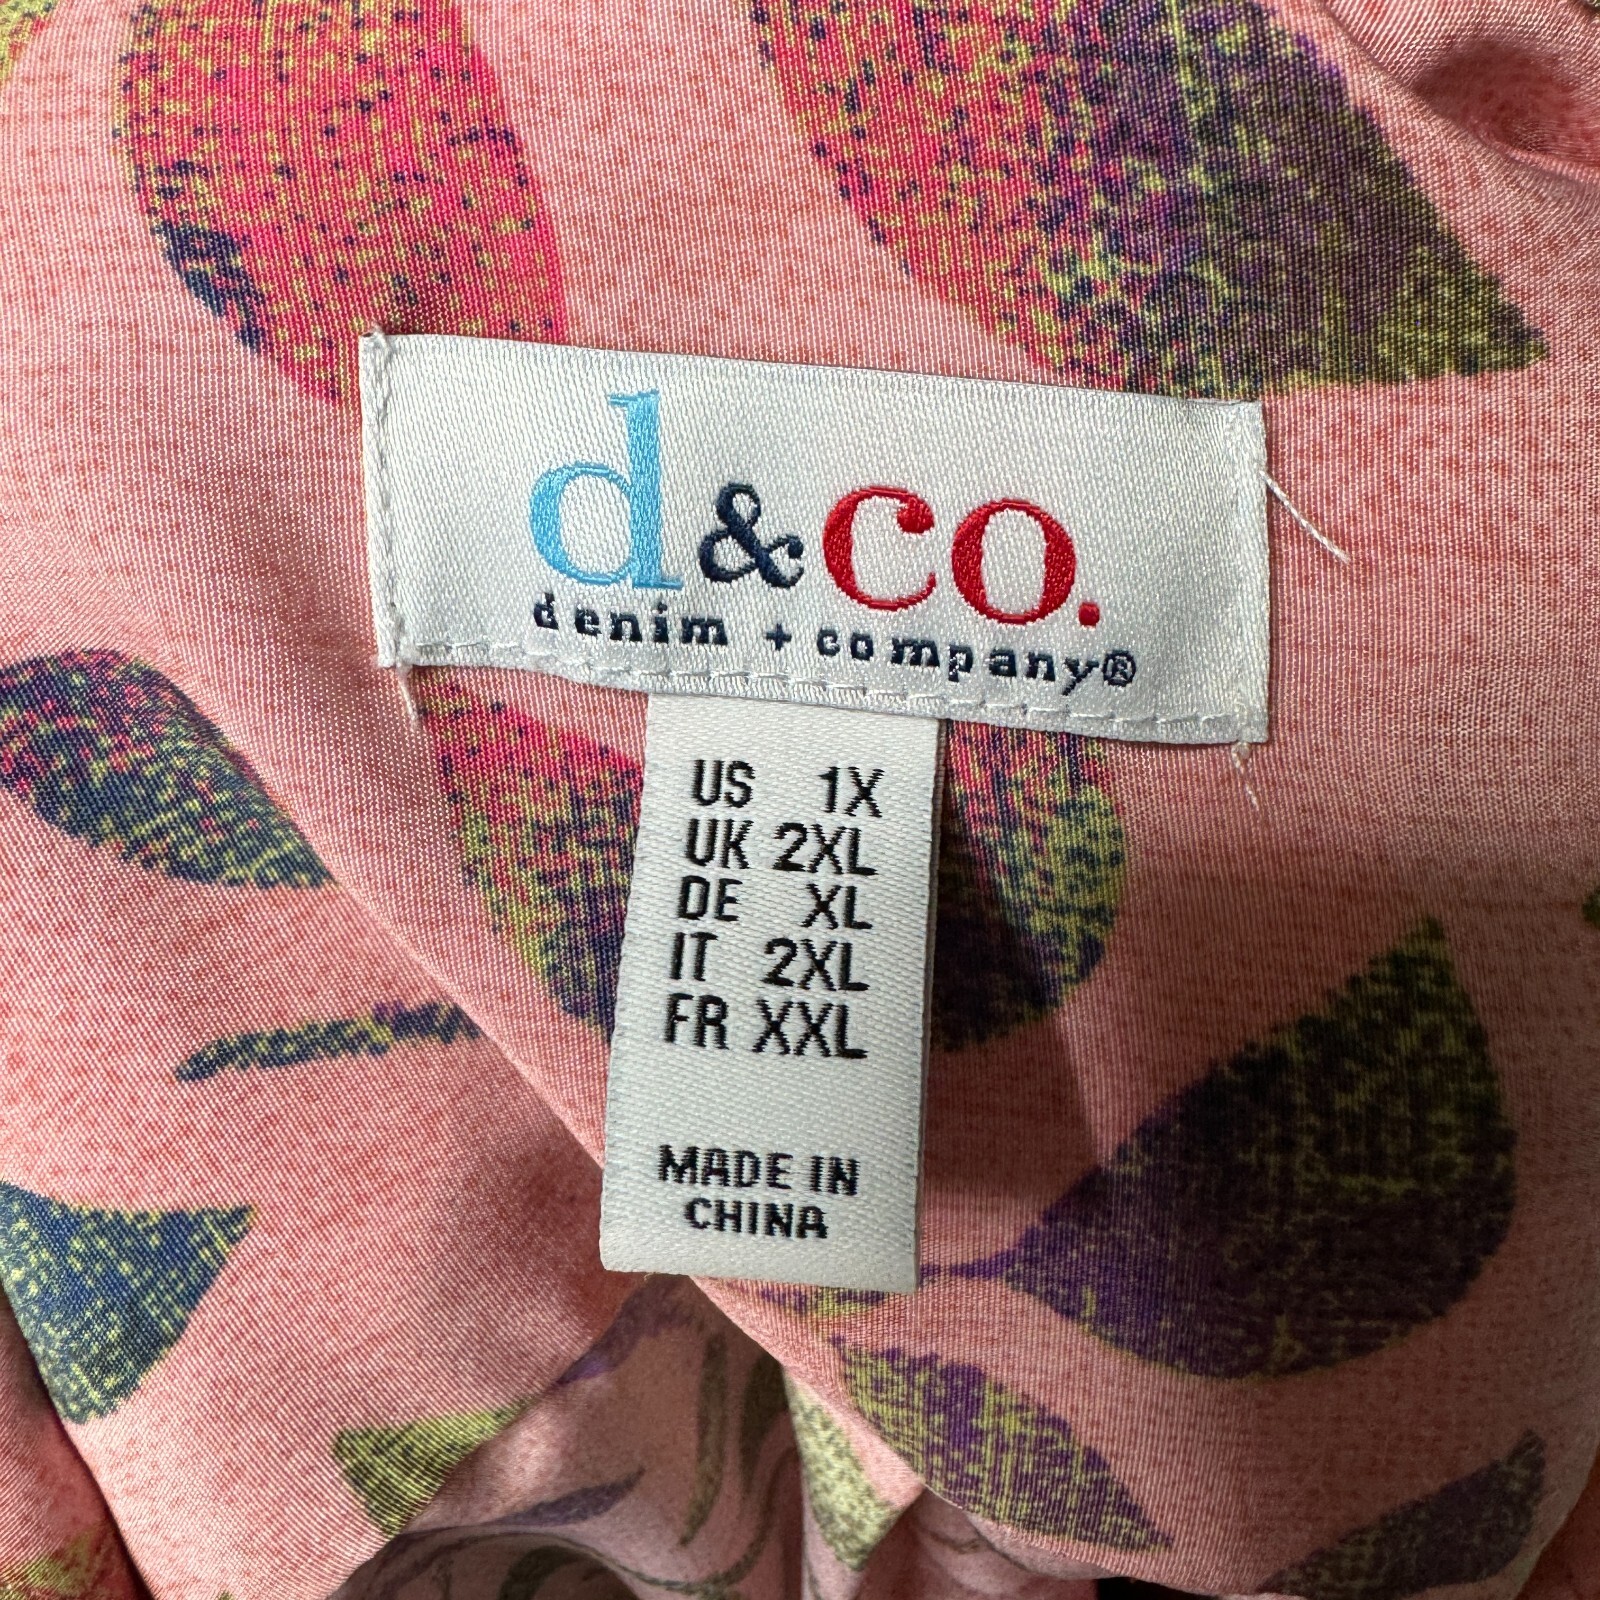 d&co.
denim + company®
US 1X
UK 2XL
DE XL
IT 2XL
FR XXL
MADE IN
CHINA